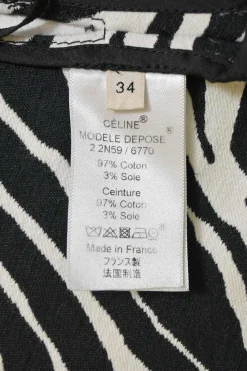 34
CÉLINE®
MODELE DEPOSE
2 2N59 / 6770
97% Coton
3% Soie
Ceinture
97% Coton
3% Soie
Made in France
フランス製
法国制造